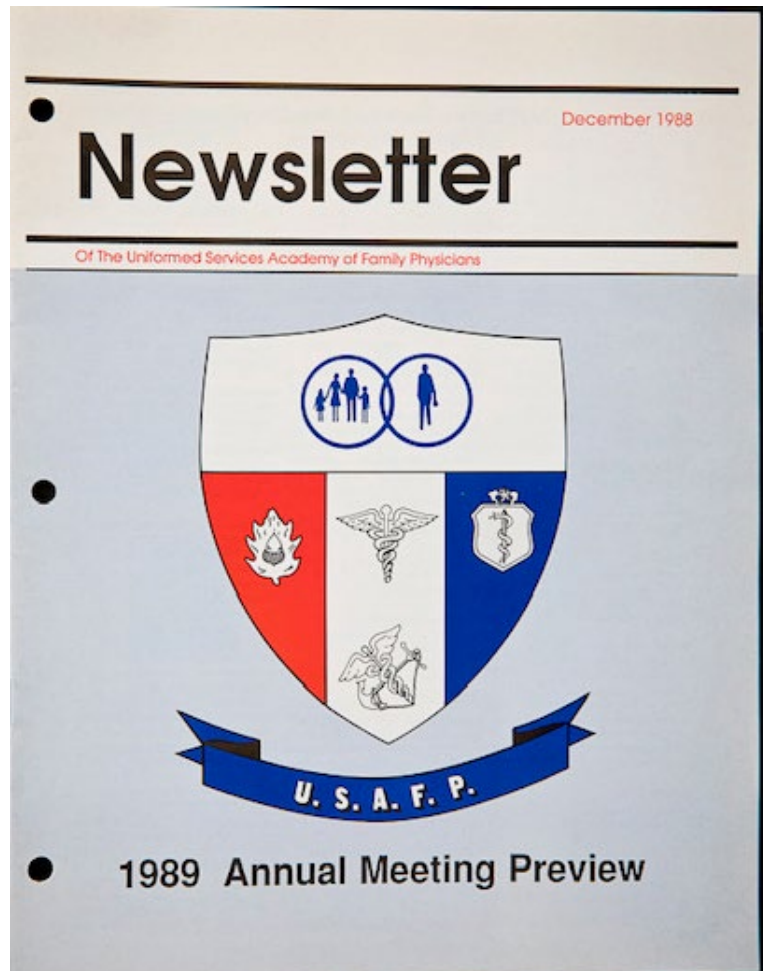 December 1988
Newsletter
Of The Uniformed Services Academy of Family Physicians
U. S. A. F. P.
1989 Annual Meeting Preview